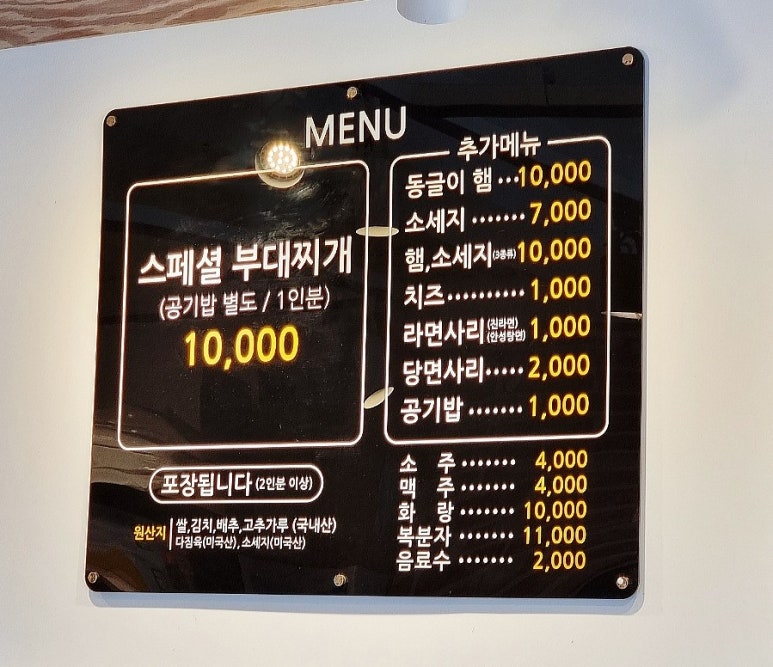 MENU
스페셜 부대찌개
(공기밥 별도 / 1인분)
10,000
포장됩니다 (2인분 이상)
원산지 쌀,김치,배추,고추가루 (국내산)
다짐육(미국산), 소세지(미국산)
추가메뉴
동글이 햄 ···10,000
소세지 ······· 7,000
햄,소세지(3종류) 10,000
치즈·········· 1,000
라면사리 (진라면) (안성탕면) 1,000
당면사리····· 2,000
공기밥 ······· 1,000
소 주 ······· 4,000
맥 주 ······· 4,000
화 랑 ······· 10,000
복분자 ······· 11,000
음료수 ······· 2,000